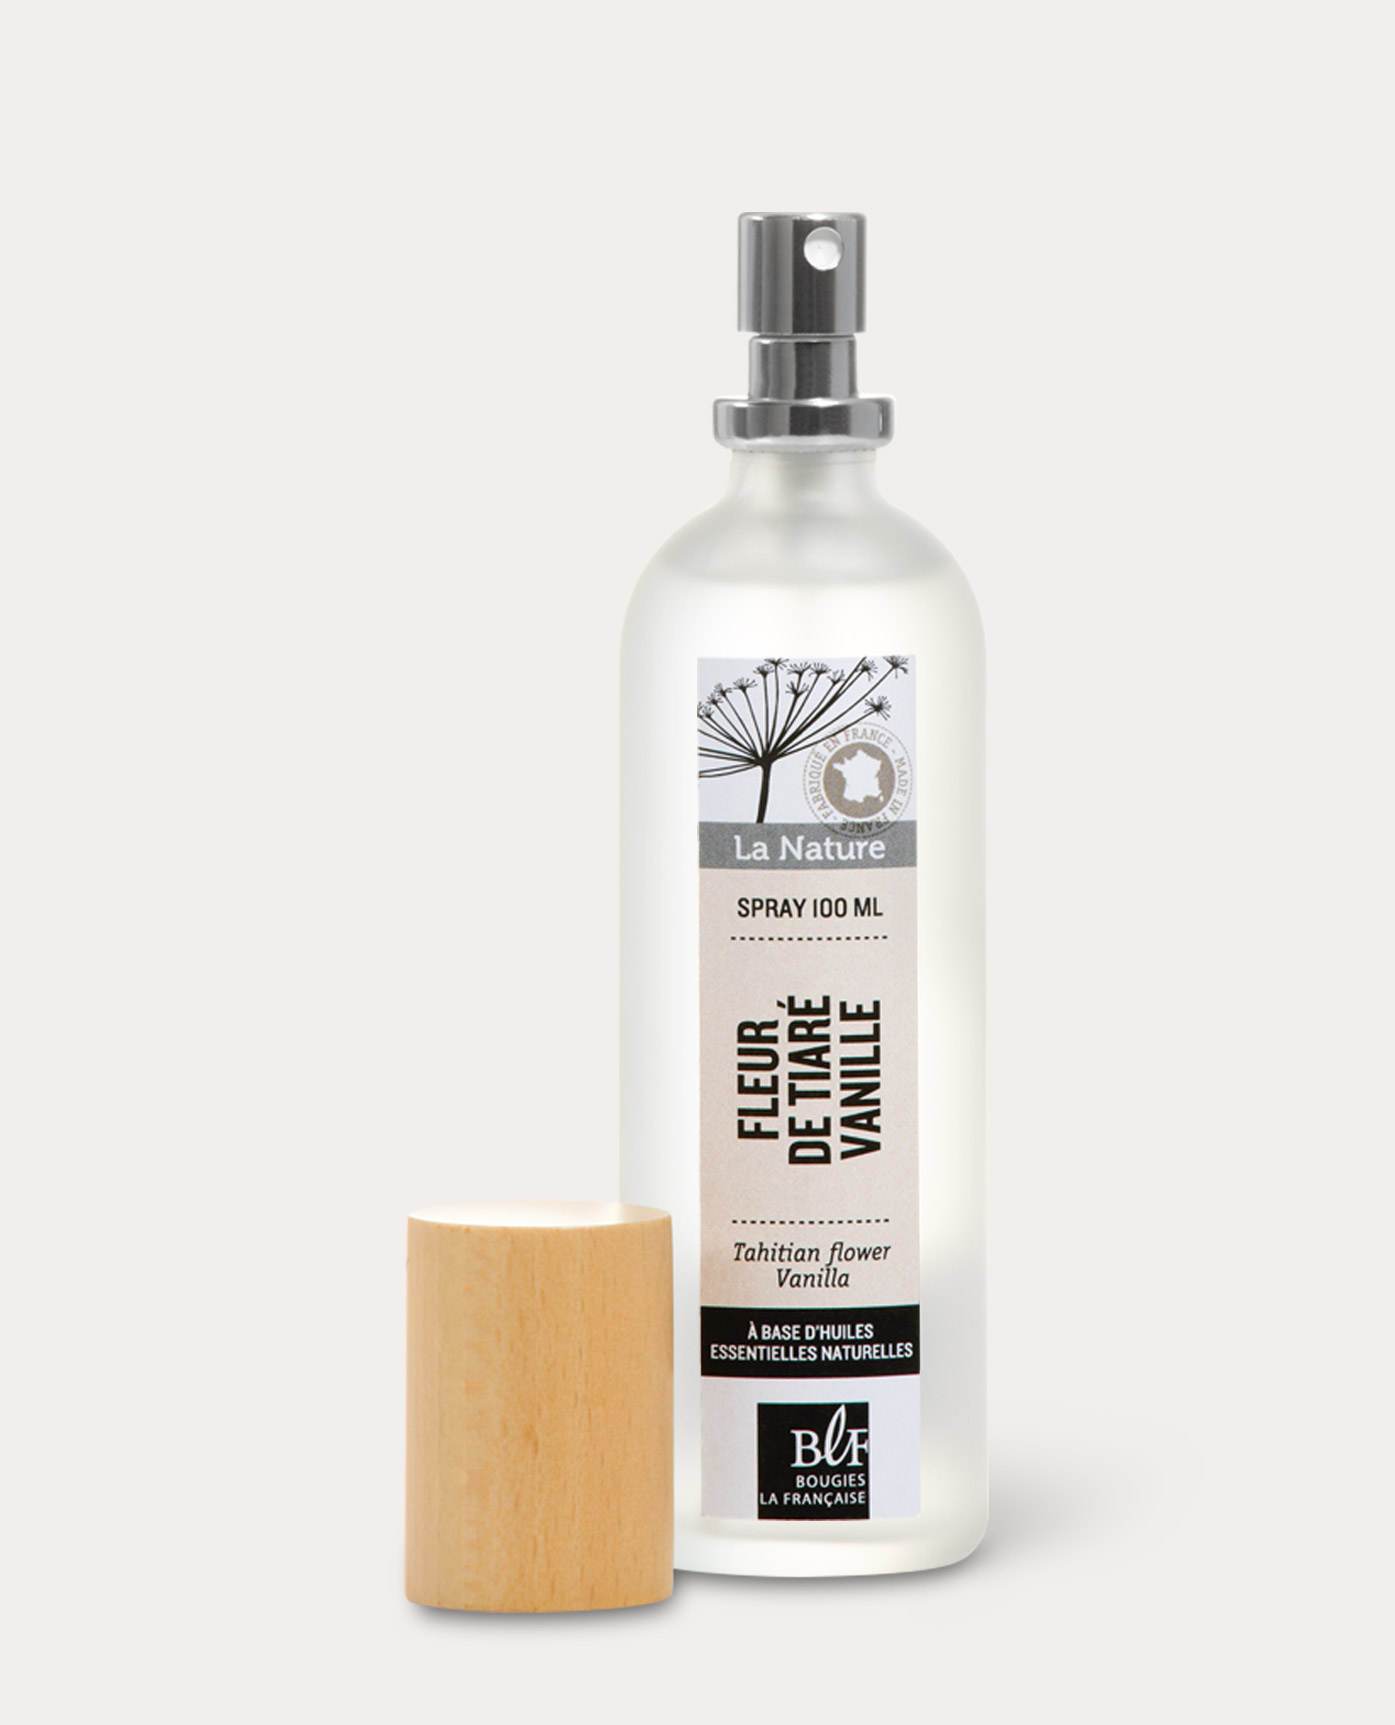 FABRIQUÉ EN FRANCE - MADE IN FRANCE -
La Nature
SPRAY 100 ML
FLEUR
DE TIARÉ
VANILLE
Tahitian flower
Vanilla
À BASE D'HUILES
ESSENTIELLES NATURELLES
BLF
BOUGIES
LA FRANÇAISE